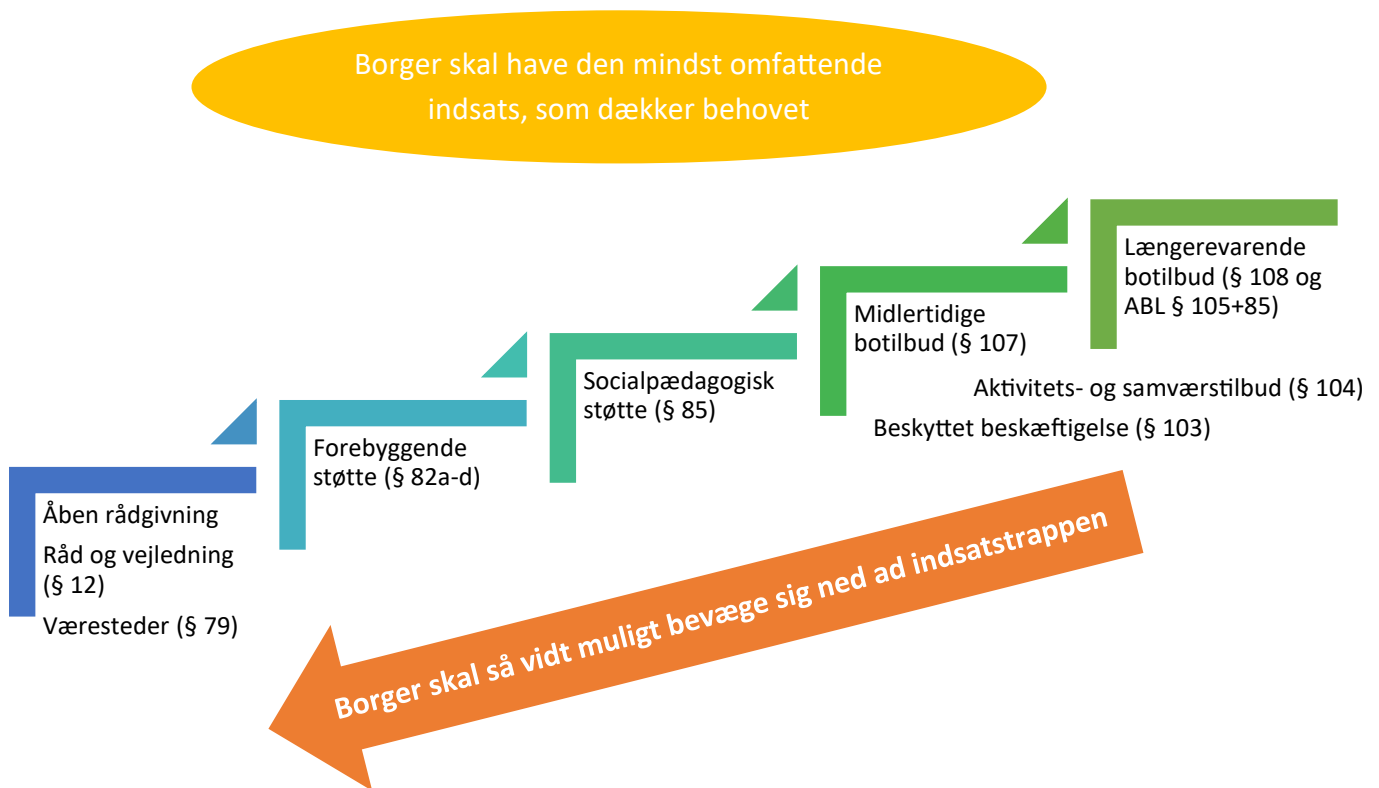 Borger skal have den mindst omfattende
indsats, som dækker behovet
Længerevarende
botilbud (§ 108 og
ABL § 105+85)
Midlertidige
botilbud (§ 107)
Aktivitets- og samværstilbud (§ 104)
Beskyttet beskæftigelse (§ 103)
Socialpædagogisk
støtte (§ 85)
Forebyggende
støtte (§ 82a-d)
Åben rådgivning
Råd og vejledning
(§ 12)
Væresteder (§ 79)
Borger skal så vidt muligt bevæge sig ned ad indsatstrappen